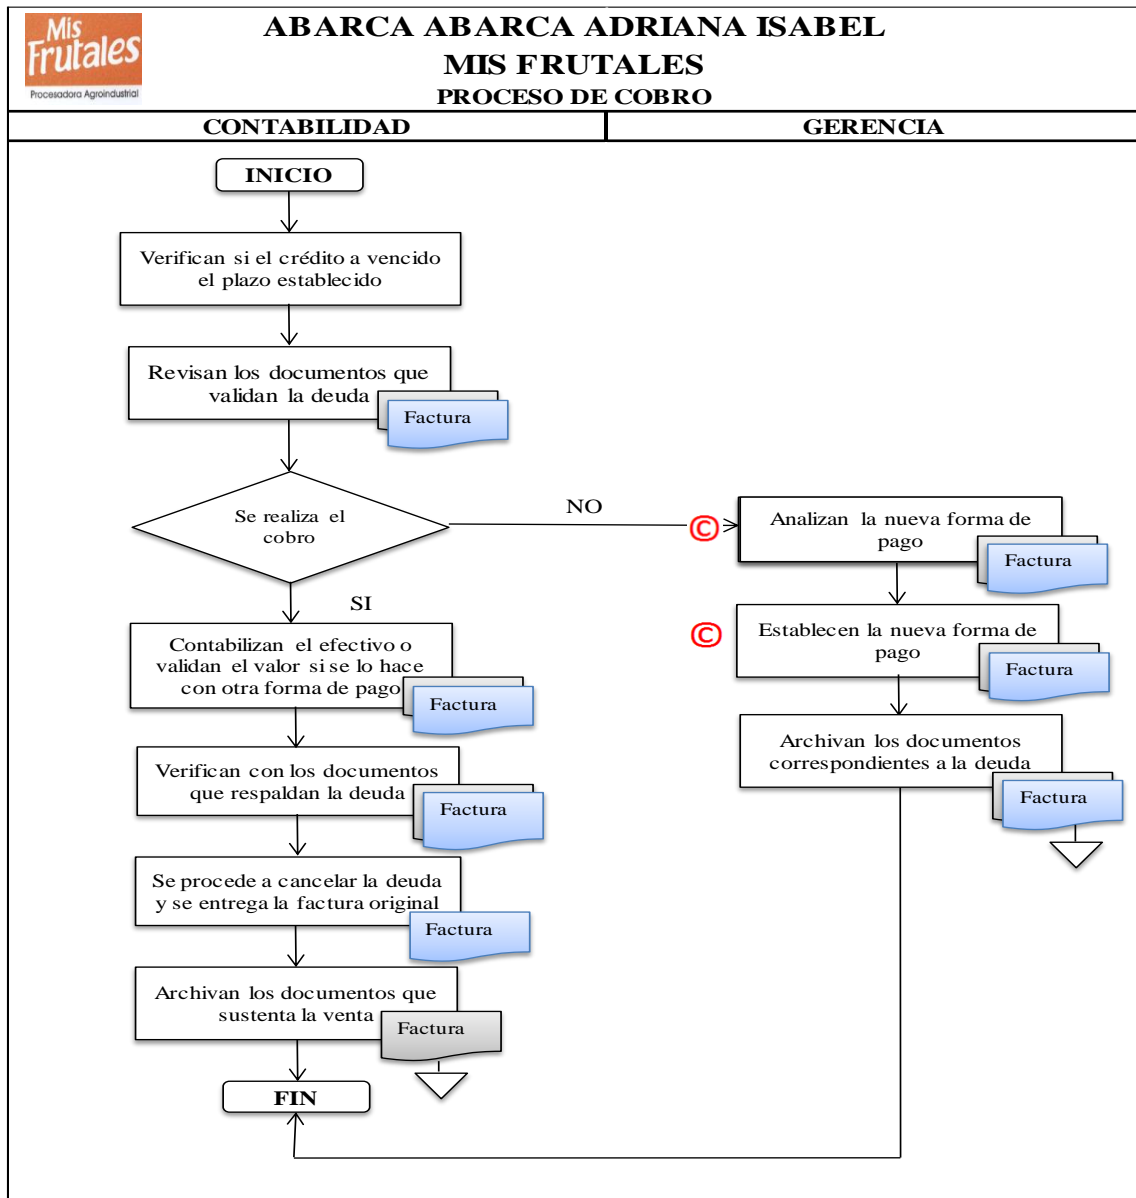 Mis
Frutales
Procesadora Agroindustrial
ABARCA ABARCA ADRIANA ISABEL
MIS FRUTALES
PROCESO DE COBRO
CONTABILIDAD
GERENCIA
INICIO
Verifican si el crédito a vencido
el plazo establecido
Revisan los documentos que
validan la deuda
Factura
Se realiza el
cobro
NO
©
Analizan la nueva forma de
pago
Factura
SI
©
Establecen la nueva forma de
pago
Factura
Contabilizan el efectivo o
validan el valor si se lo hace
con otra forma de pago
Factura
Archivan los documentos
correspondientes a la deuda
Factura
Verifican con los documentos
que respaldan la deuda
Factura
Se procede a cancelar la deuda
y se entrega la factura original
Factura
Archivan los documentos que
sustenta la venta
Factura
FIN